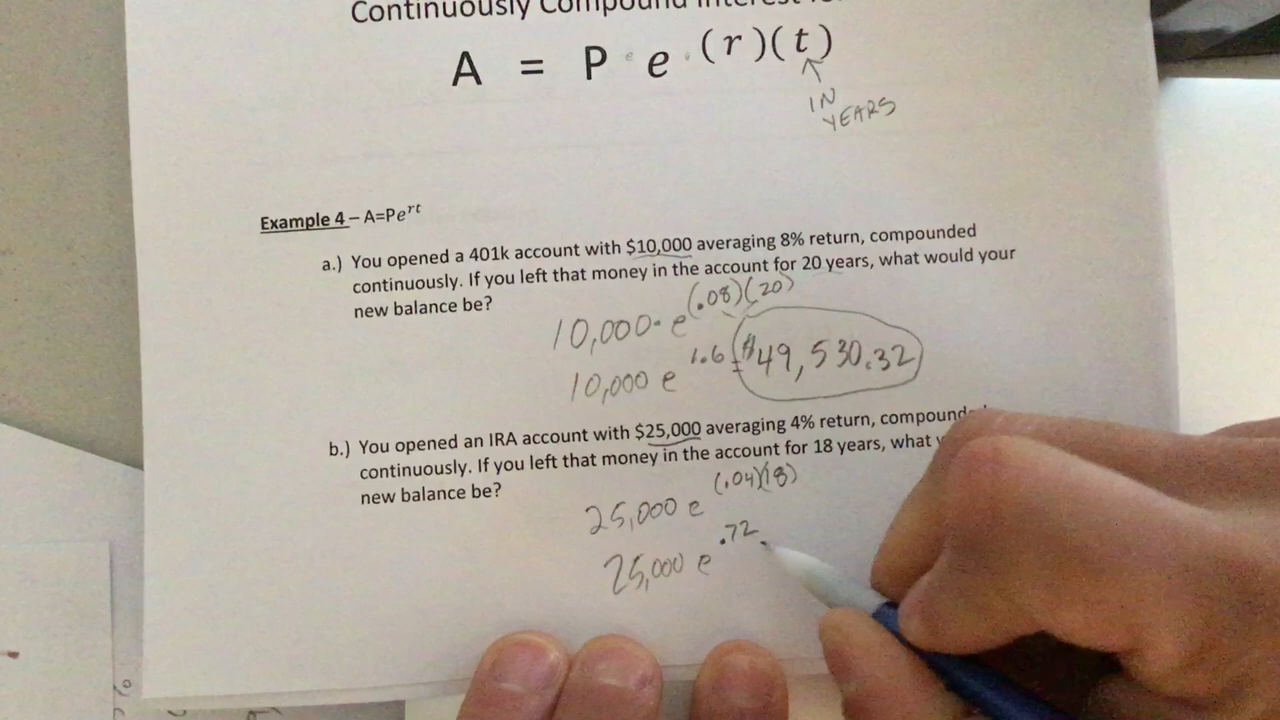 Continuously Compound Interest
A = P · e · (r)(t)
IN
YEARS
Example 4 – A=Pe^rt
a.) You opened a 401k account with $10,000 averaging 8% return, compounded
continuously. If you left that money in the account for 20 years, what would your
new balance be?
10,000 · e^(.08)(20)
10,000 e^1.6 = $49,530.32
b.) You opened an IRA account with $25,000 averaging 4% return,
continuously. If you left that money in the account for 18 years, what
new balance be?
25,000 e^(.04)(18)
25,000 e^.72